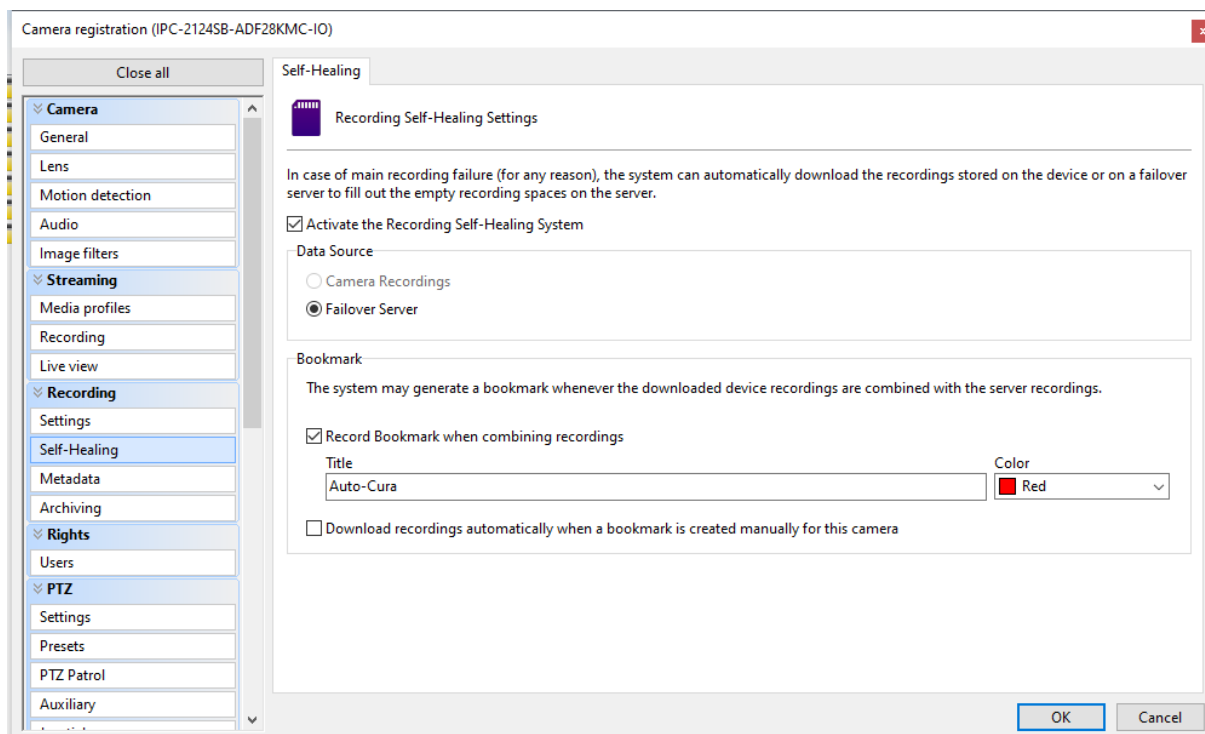 Camera registration (IPC-2124SB-ADF28KMC-IO)
Close all
Camera
General
Lens
Motion detection
Audio
Image filters
Streaming
Media profiles
Recording
Live view
Recording
Settings
Self-Healing
Metadata
Archiving
Rights
Users
PTZ
Settings
Presets
PTZ Patrol
Auxiliary
Self-Healing
Recording Self-Healing Settings
In case of main recording failure (for any reason), the system can automatically download the recordings stored on the device or on a failover
server to fill out the empty recording spaces on the server.
Activate the Recording Self-Healing System
Data Source
Camera Recordings
Failover Server
Bookmark
The system may generate a bookmark whenever the downloaded device recordings are combined with the server recordings.
Record Bookmark when combining recordings
Title
Color
Auto-Cura
Red
Download recordings automatically when a bookmark is created manually for this camera
OK
Cancel